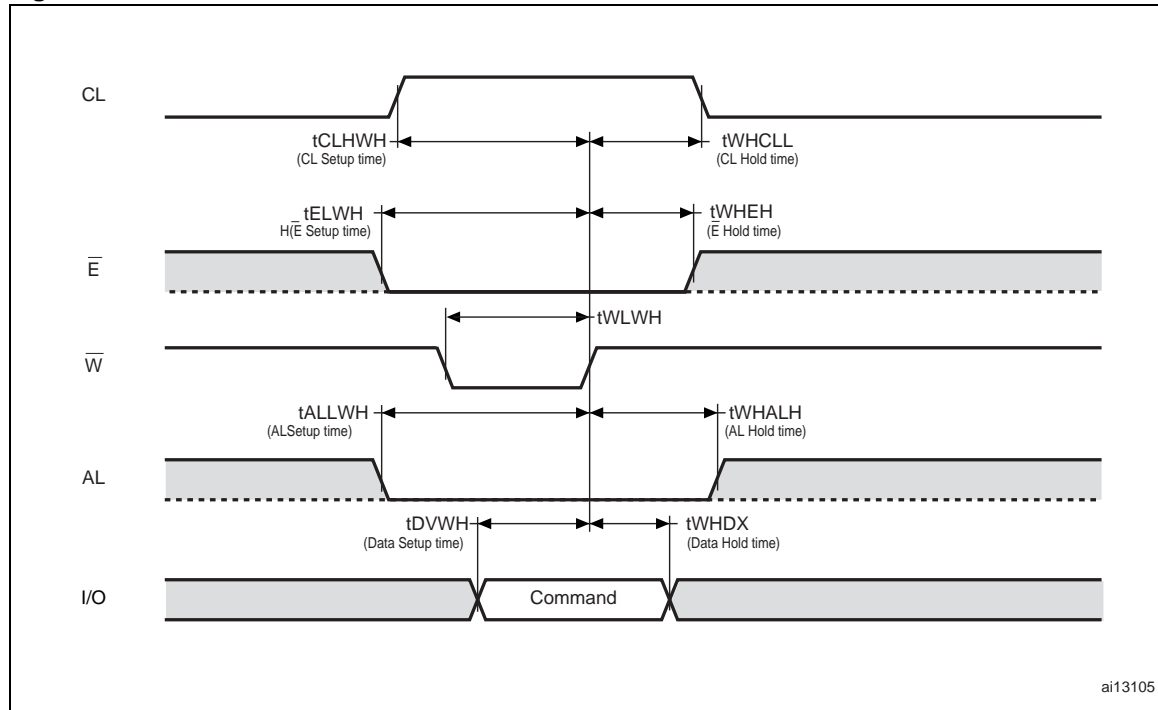 CL
tCLHWH
(CL Setup time)
tWHCLL
(CL Hold time)
tELWH
H(E̅ Setup time)
tWHEH
(E̅ Hold time)
E̅
tWLWH
W̅
tALLWH
(ALSetup time)
tWHALH
(AL Hold time)
AL
tDVWH
(Data Setup time)
tWHDX
(Data Hold time)
I/O
Command
ai13105